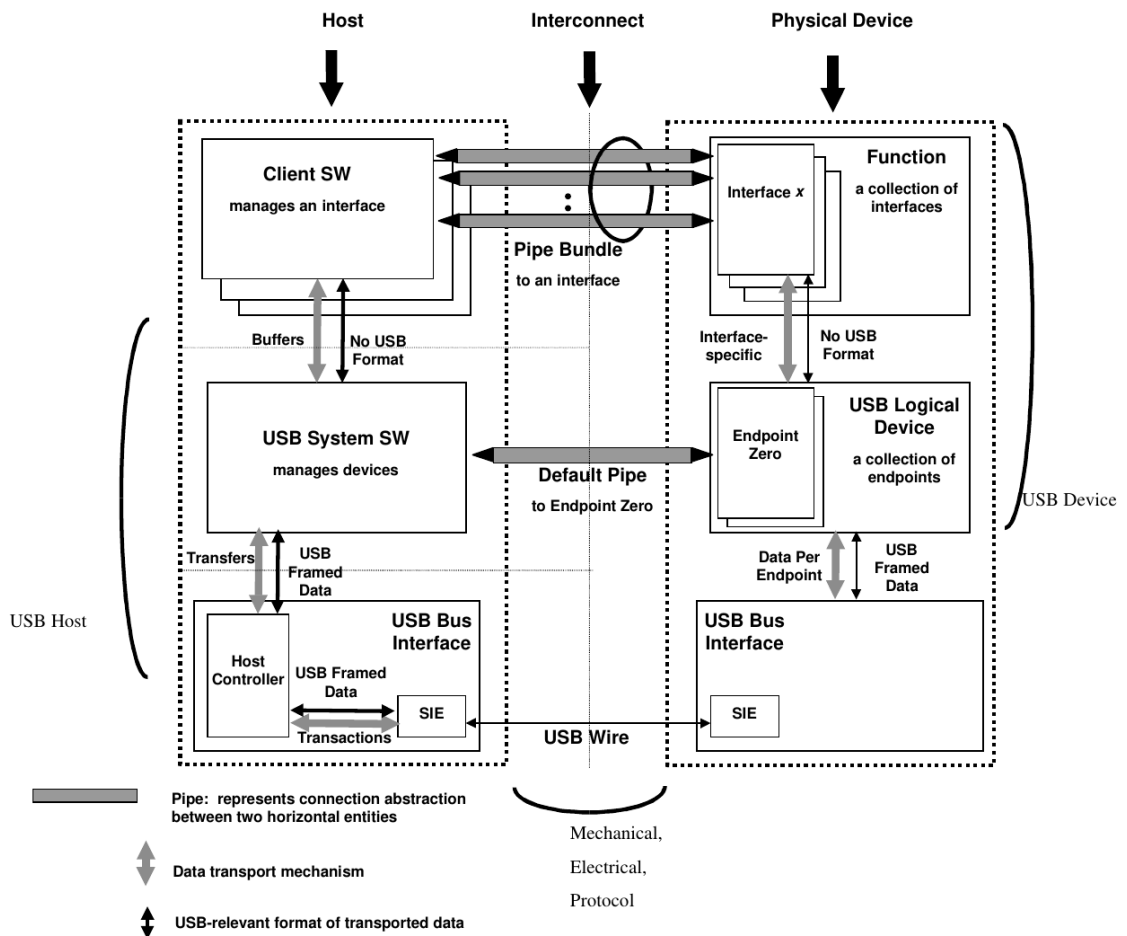 Host
Interconnect
Physical Device
Client SW
manages an interface
Pipe Bundle
to an interface
Interface x
Function
a collection of
interfaces
Buffers
No USB
Format
Interface-
specific
No USB
Format
USB System SW
manages devices
Default Pipe
to Endpoint Zero
Endpoint
Zero
USB Logical
Device
a collection of
endpoints
USB Device
Transfers
USB
Framed
Data
Data Per
Endpoint
USB
Framed
Data
USB Host
USB Bus
Interface
Host
Controller
USB Framed
Data
Transactions
SIE
USB Wire
USB Bus
Interface
SIE
Pipe: represents connection abstraction
between two horizontal entities
Data transport mechanism
USB-relevant format of transported data
Mechanical,
Electrical,
Protocol